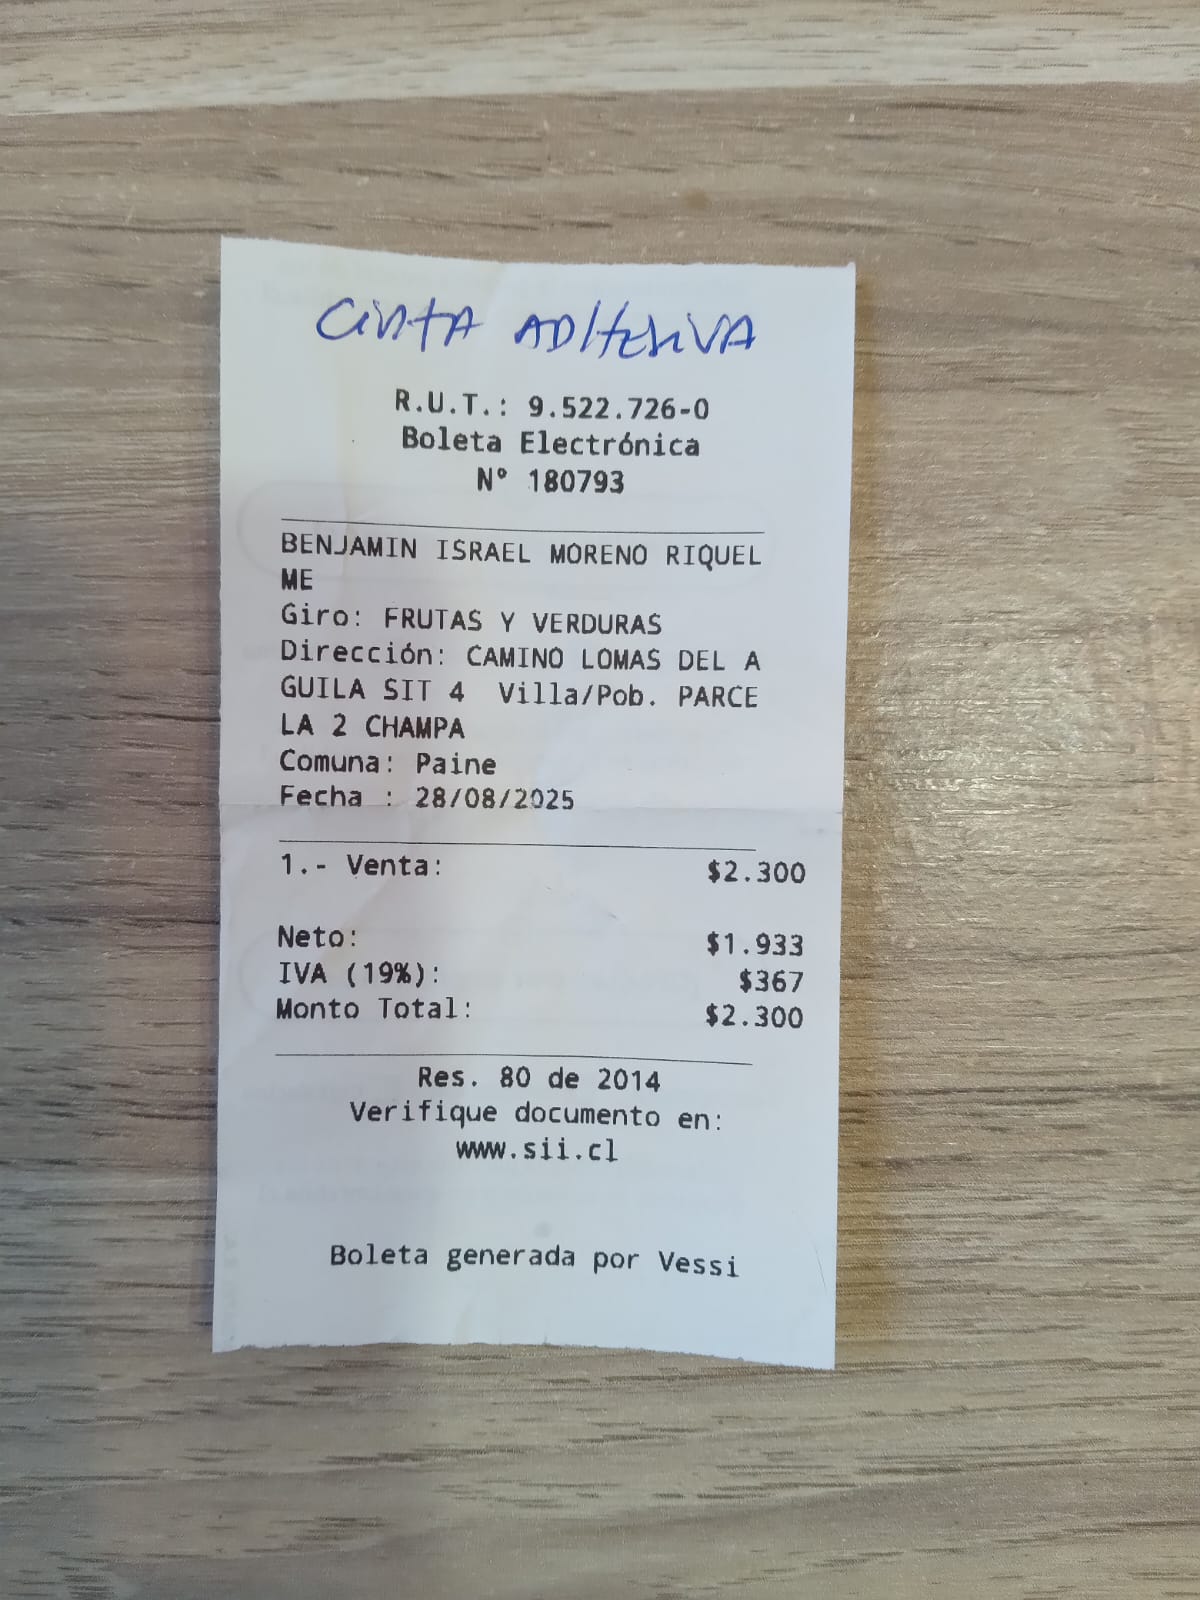 CINTA ADHESIVA
R.U.T.: 9.522.726-0
Boleta Electrónica
N° 180793
BENJAMIN ISRAEL MORENO RIQUEL
ME
Giro: FRUTAS Y VERDURAS
Dirección: CAMINO LOMAS DEL A
GUILA SIT 4 Villa/Pob. PARCE
LA 2 CHAMPA
Comuna: Paine
Fecha : 28/08/2025
1.- Venta: $2.300
Neto: $1.933
IVA (19%): $367
Monto Total: $2.300
Res. 80 de 2014
Verifique documento en:
www.sii.cl
Boleta generada por Vessi